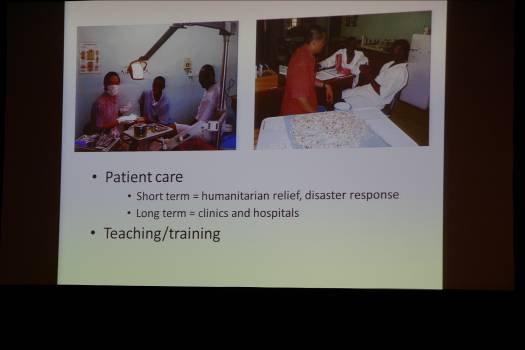 • Patient care
• Short term = humanitarian relief, disaster response
• Long term = clinics and hospitals
• Teaching/training